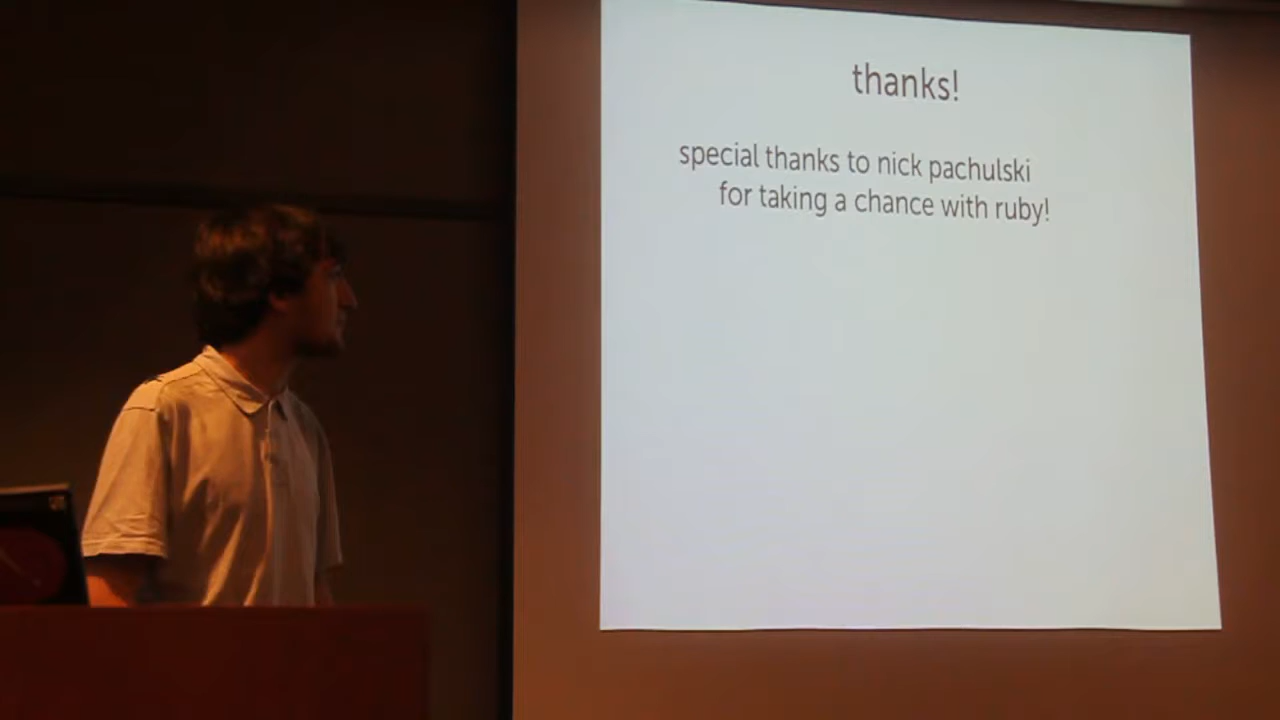 thanks!
special thanks to nick pachulski
for taking a chance with ruby!